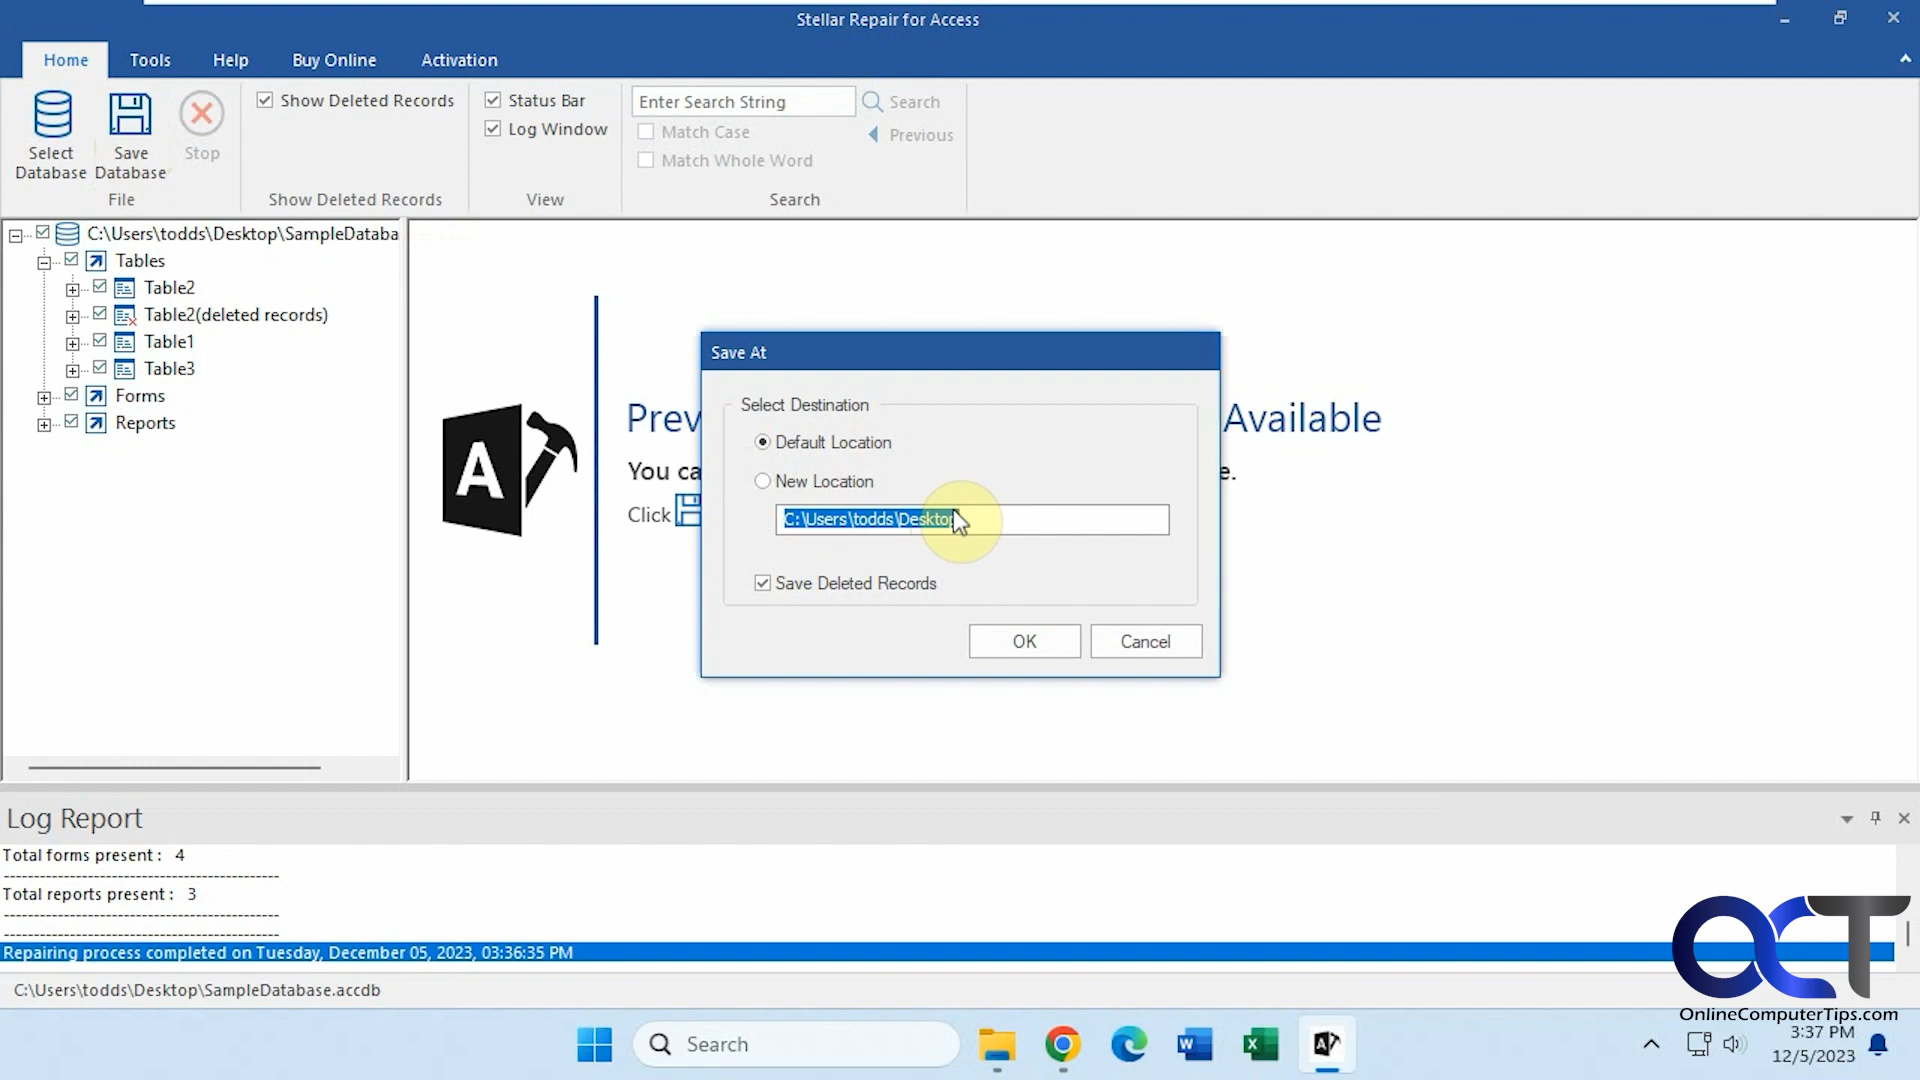 Stellar Repair for Access
Home Tools Help Buy Online Activation
Select Database
Save Database
Stop
File
Show Deleted Records
Show Deleted Records
Status Bar
Log Window
View
Enter Search String
Search
Match Case
Previous
Match Whole Word
Search
C:\Users\todds\Desktop\SampleDataba
Tables
Table2
Table2(deleted records)
Table1
Table3
Forms
Reports
A
Prev
Available
You ca
e.
Click
Save At
Select Destination
Default Location
New Location
C:\Users\todds\Desktop
Save Deleted Records
OK Cancel
Log Report
Total forms present : 4
---------------------------------------------
Total reports present : 3
---------------------------------------------
---------------------------------------------
Repairing process completed on Tuesday, December 05, 2023, 03:36:35 PM
C:\Users\todds\Desktop\SampleDatabase.accdb
OCT
OnlineComputerTips.com
Search
W
X
A
3:37 PM
12/5/2023